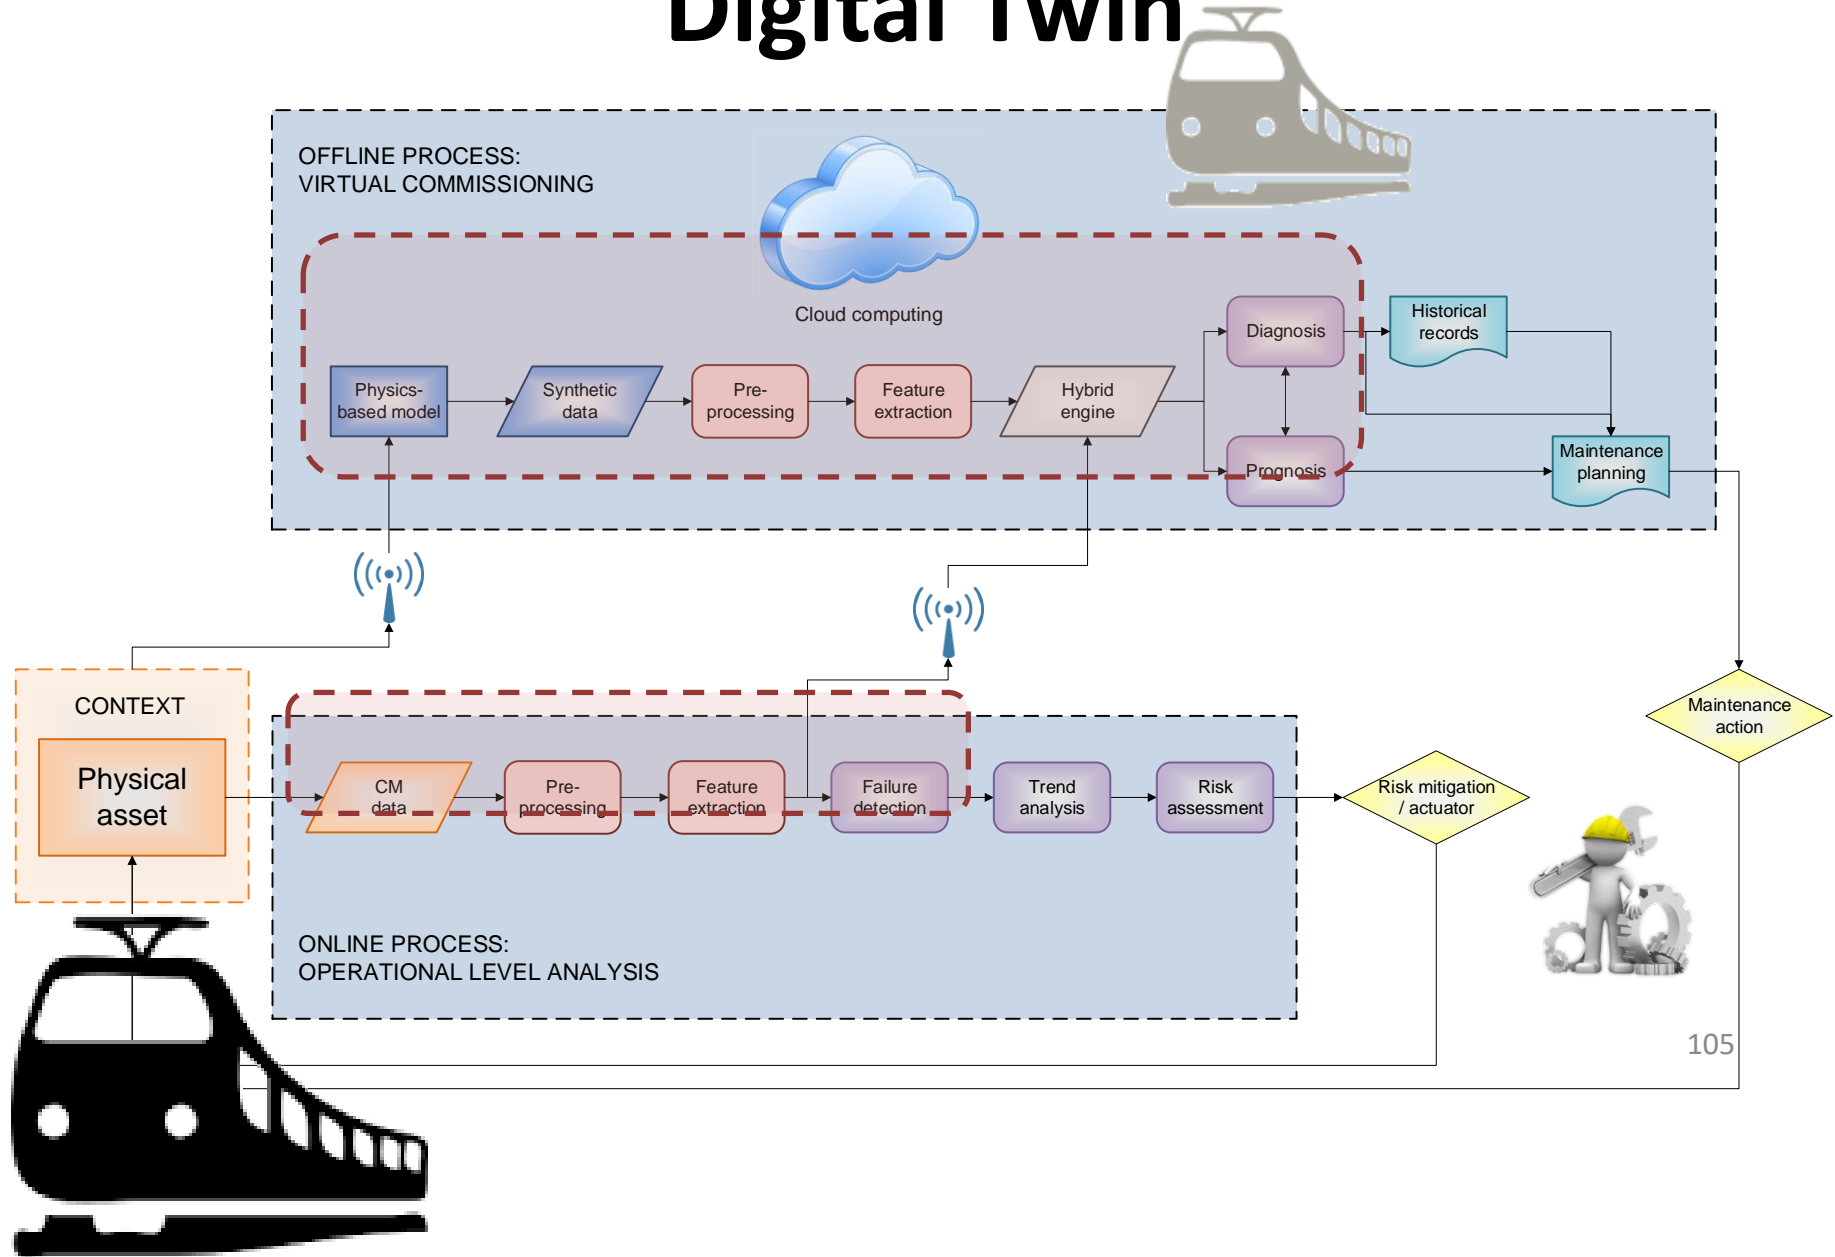 Digital Twin
OFFLINE PROCESS:
VIRTUAL COMMISSIONING
Cloud computing
Physics-
based model
Synthetic
data
Pre-
processing
Feature
extraction
Hybrid
engine
Diagnosis
Prognosis
Historical
records
Maintenance
planning
CONTEXT
Physical
asset
CM
data
Pre-
processing
Feature
extraction
Failure
detection
Trend
analysis
Risk
assessment
Risk mitigation
/ actuator
Maintenance
action
ONLINE PROCESS:
OPERATIONAL LEVEL ANALYSIS
105